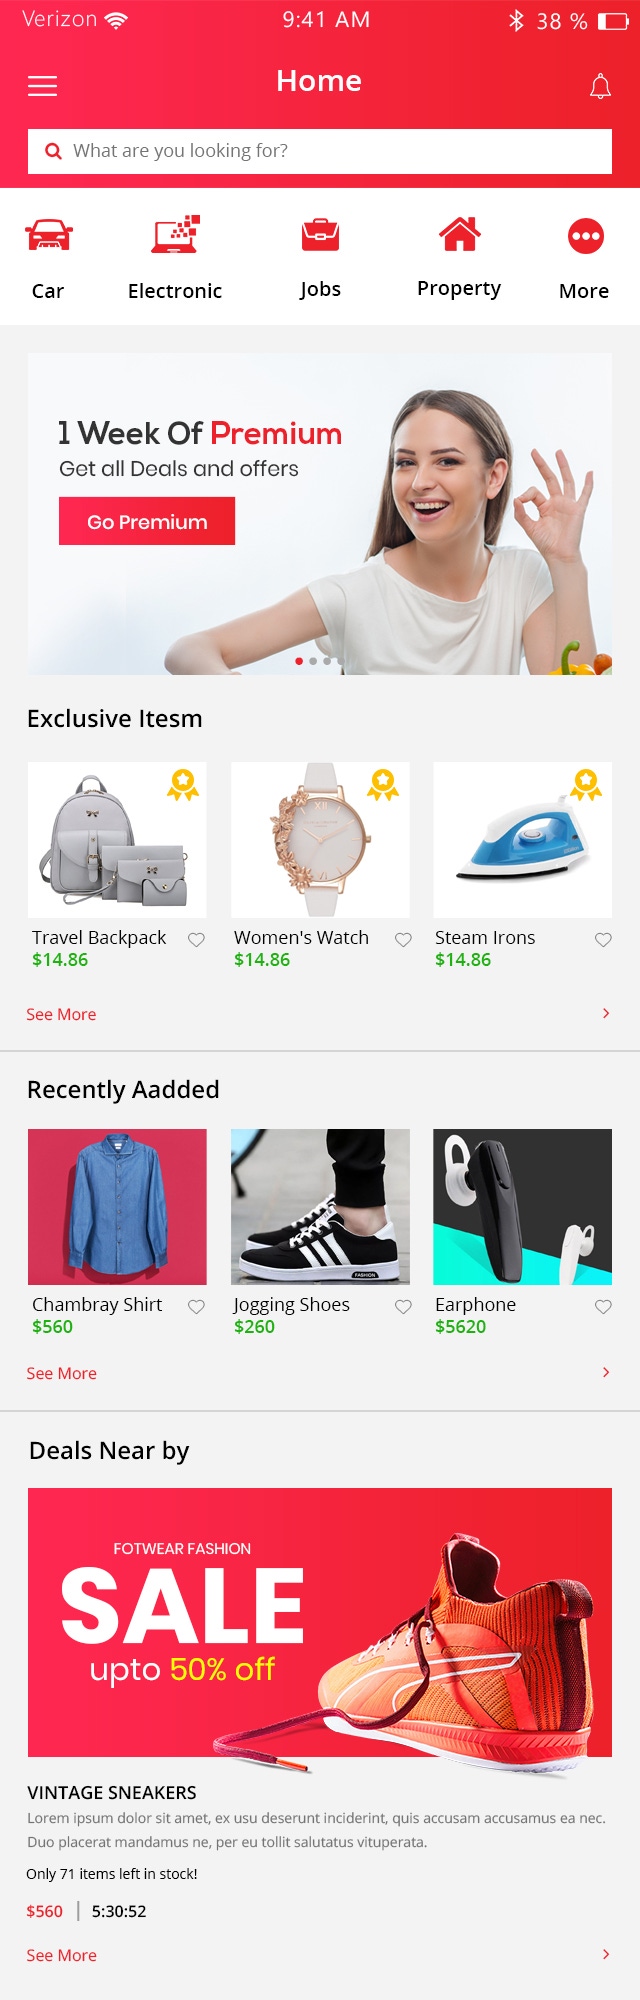 Verizon 9:41 AM 38 %
Home
What are you looking for?
Car Electronic Jobs Property More
1 Week Of Premium
Get all Deals and offers
Go Premium
Exclusive Itesm
Travel Backpack Women's Watch Steam Irons
$14.86 $14.86 $14.86
See More
Recently Aadded
FASHION
Chambray Shirt Jogging Shoes Earphone
$560 $260 $5620
See More
Deals Near by
FOTWEAR FASHION
SALE
upto 50% off
VINTAGE SNEAKERS
Lorem ipsum dolor sit amet, ex usu deserunt inciderint, quis accusam accusamus ea nec.
Duo placerat mandamus ne, per eu tollit salutatus vituperata.
Only 71 items left in stock!
$560 | 5:30:52
See More